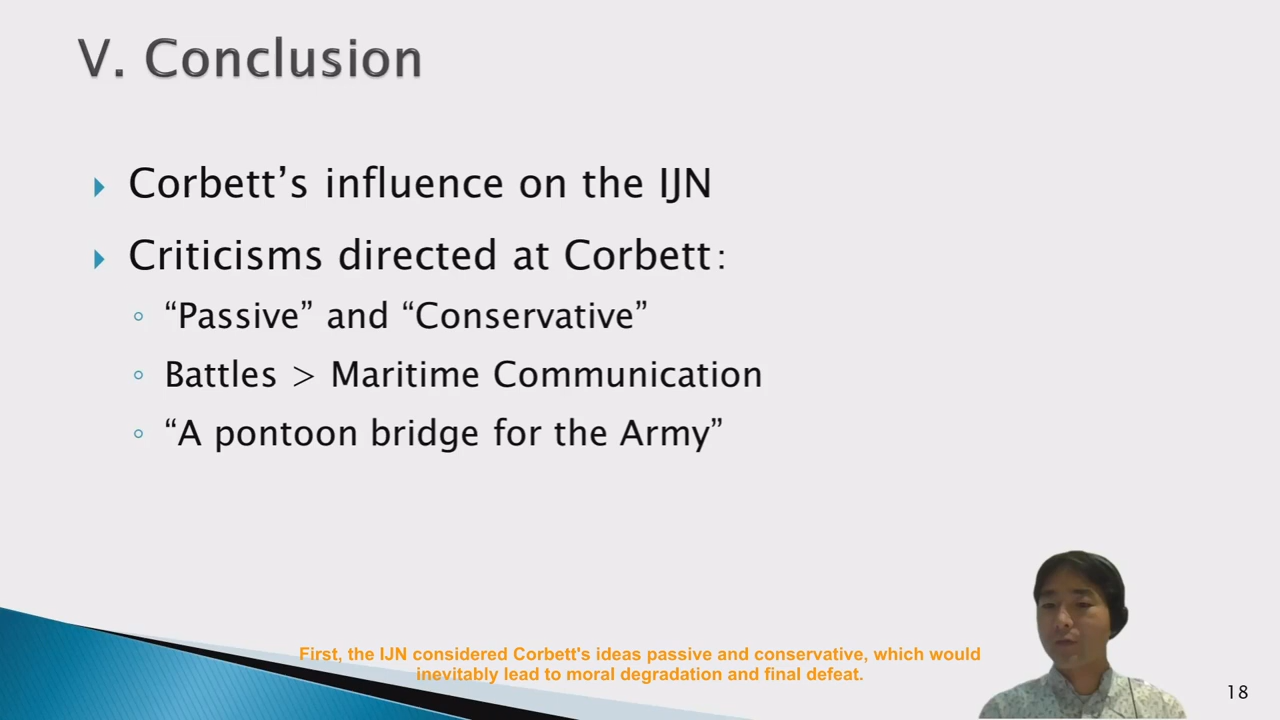 V. Conclusion
Corbett’s influence on the IJN
Criticisms directed at Corbett:
“Passive” and “Conservative”
Battles > Maritime Communication
“A pontoon bridge for the Army”
First, the IJN considered Corbett's ideas passive and conservative, which would
inevitably lead to moral degradation and final defeat.
18